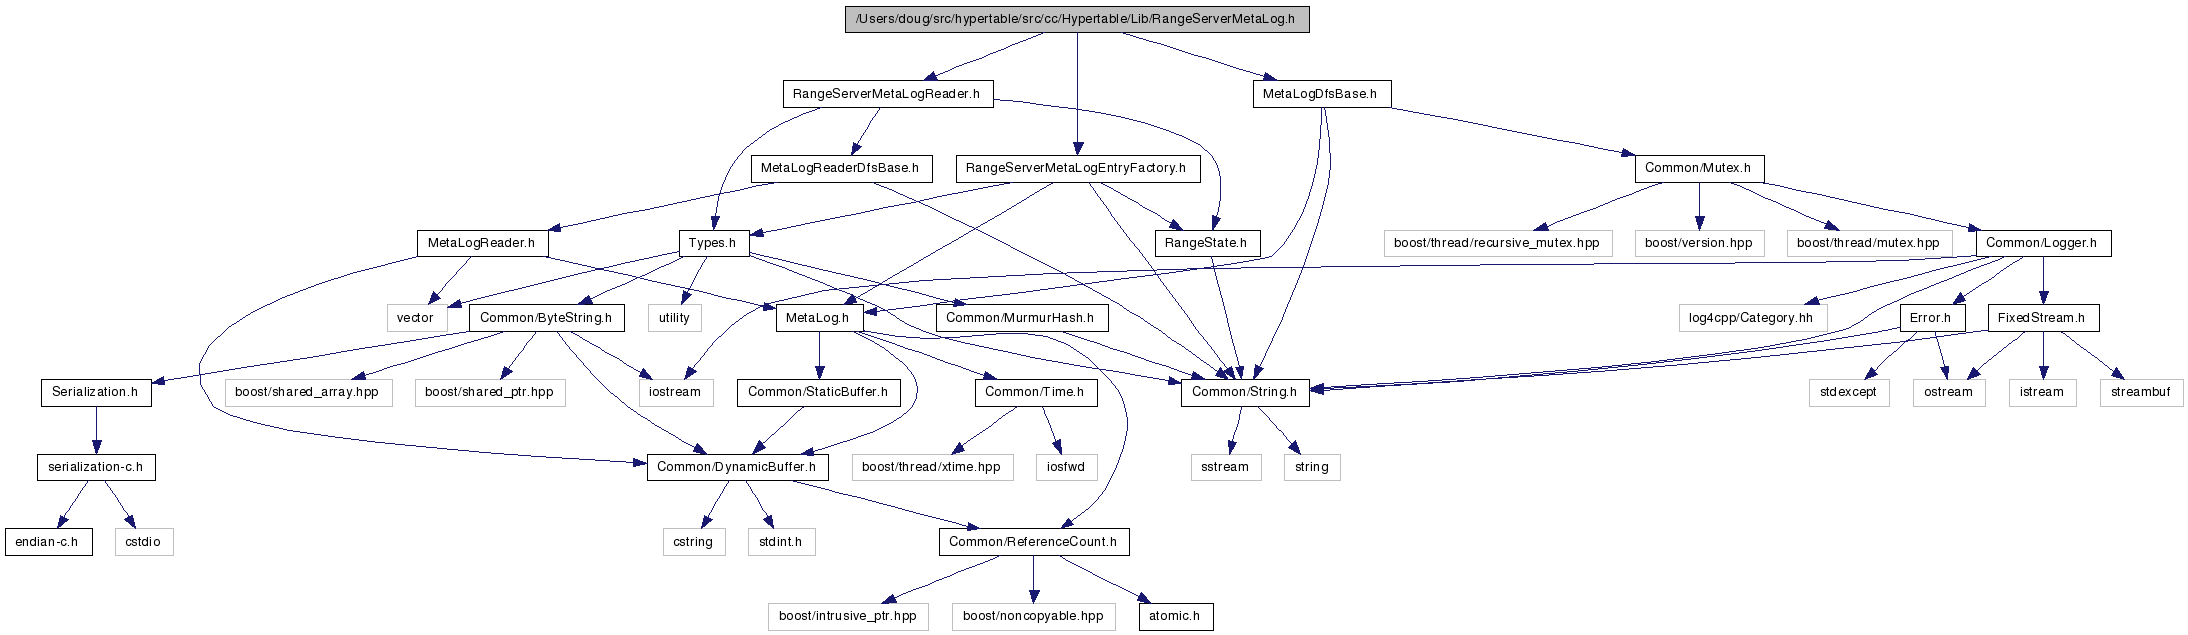 /Users/doug/src/hypertable/src/cc/Hypertable/Lib/RangeServerMetaLog.h
RangeServerMetaLogReader.h
MetaLogDfsBase.h
MetaLogReaderDfsBase.h
RangeServerMetaLogEntryFactory.h
Common/Mutex.h
MetaLogReader.h
Types.h
RangeState.h
boost/thread/recursive_mutex.hpp
boost/version.hpp
boost/thread/mutex.hpp
Common/Logger.h
vector
Common/ByteString.h
utility
MetaLog.h
Common/MurmurHash.h
log4cpp/Category.hh
Error.h
FixedStream.h
Serialization.h
boost/shared_array.hpp
boost/shared_ptr.hpp
iostream
Common/StaticBuffer.h
Common/Time.h
Common/String.h
stdexcept
ostream
istream
streambuf
serialization-c.h
Common/DynamicBuffer.h
boost/thread/xtime.hpp
iosfwd
sstream
string
endian-c.h
cstdio
cstring
stdint.h
Common/ReferenceCount.h
boost/intrusive_ptr.hpp
boost/noncopyable.hpp
atomic.h